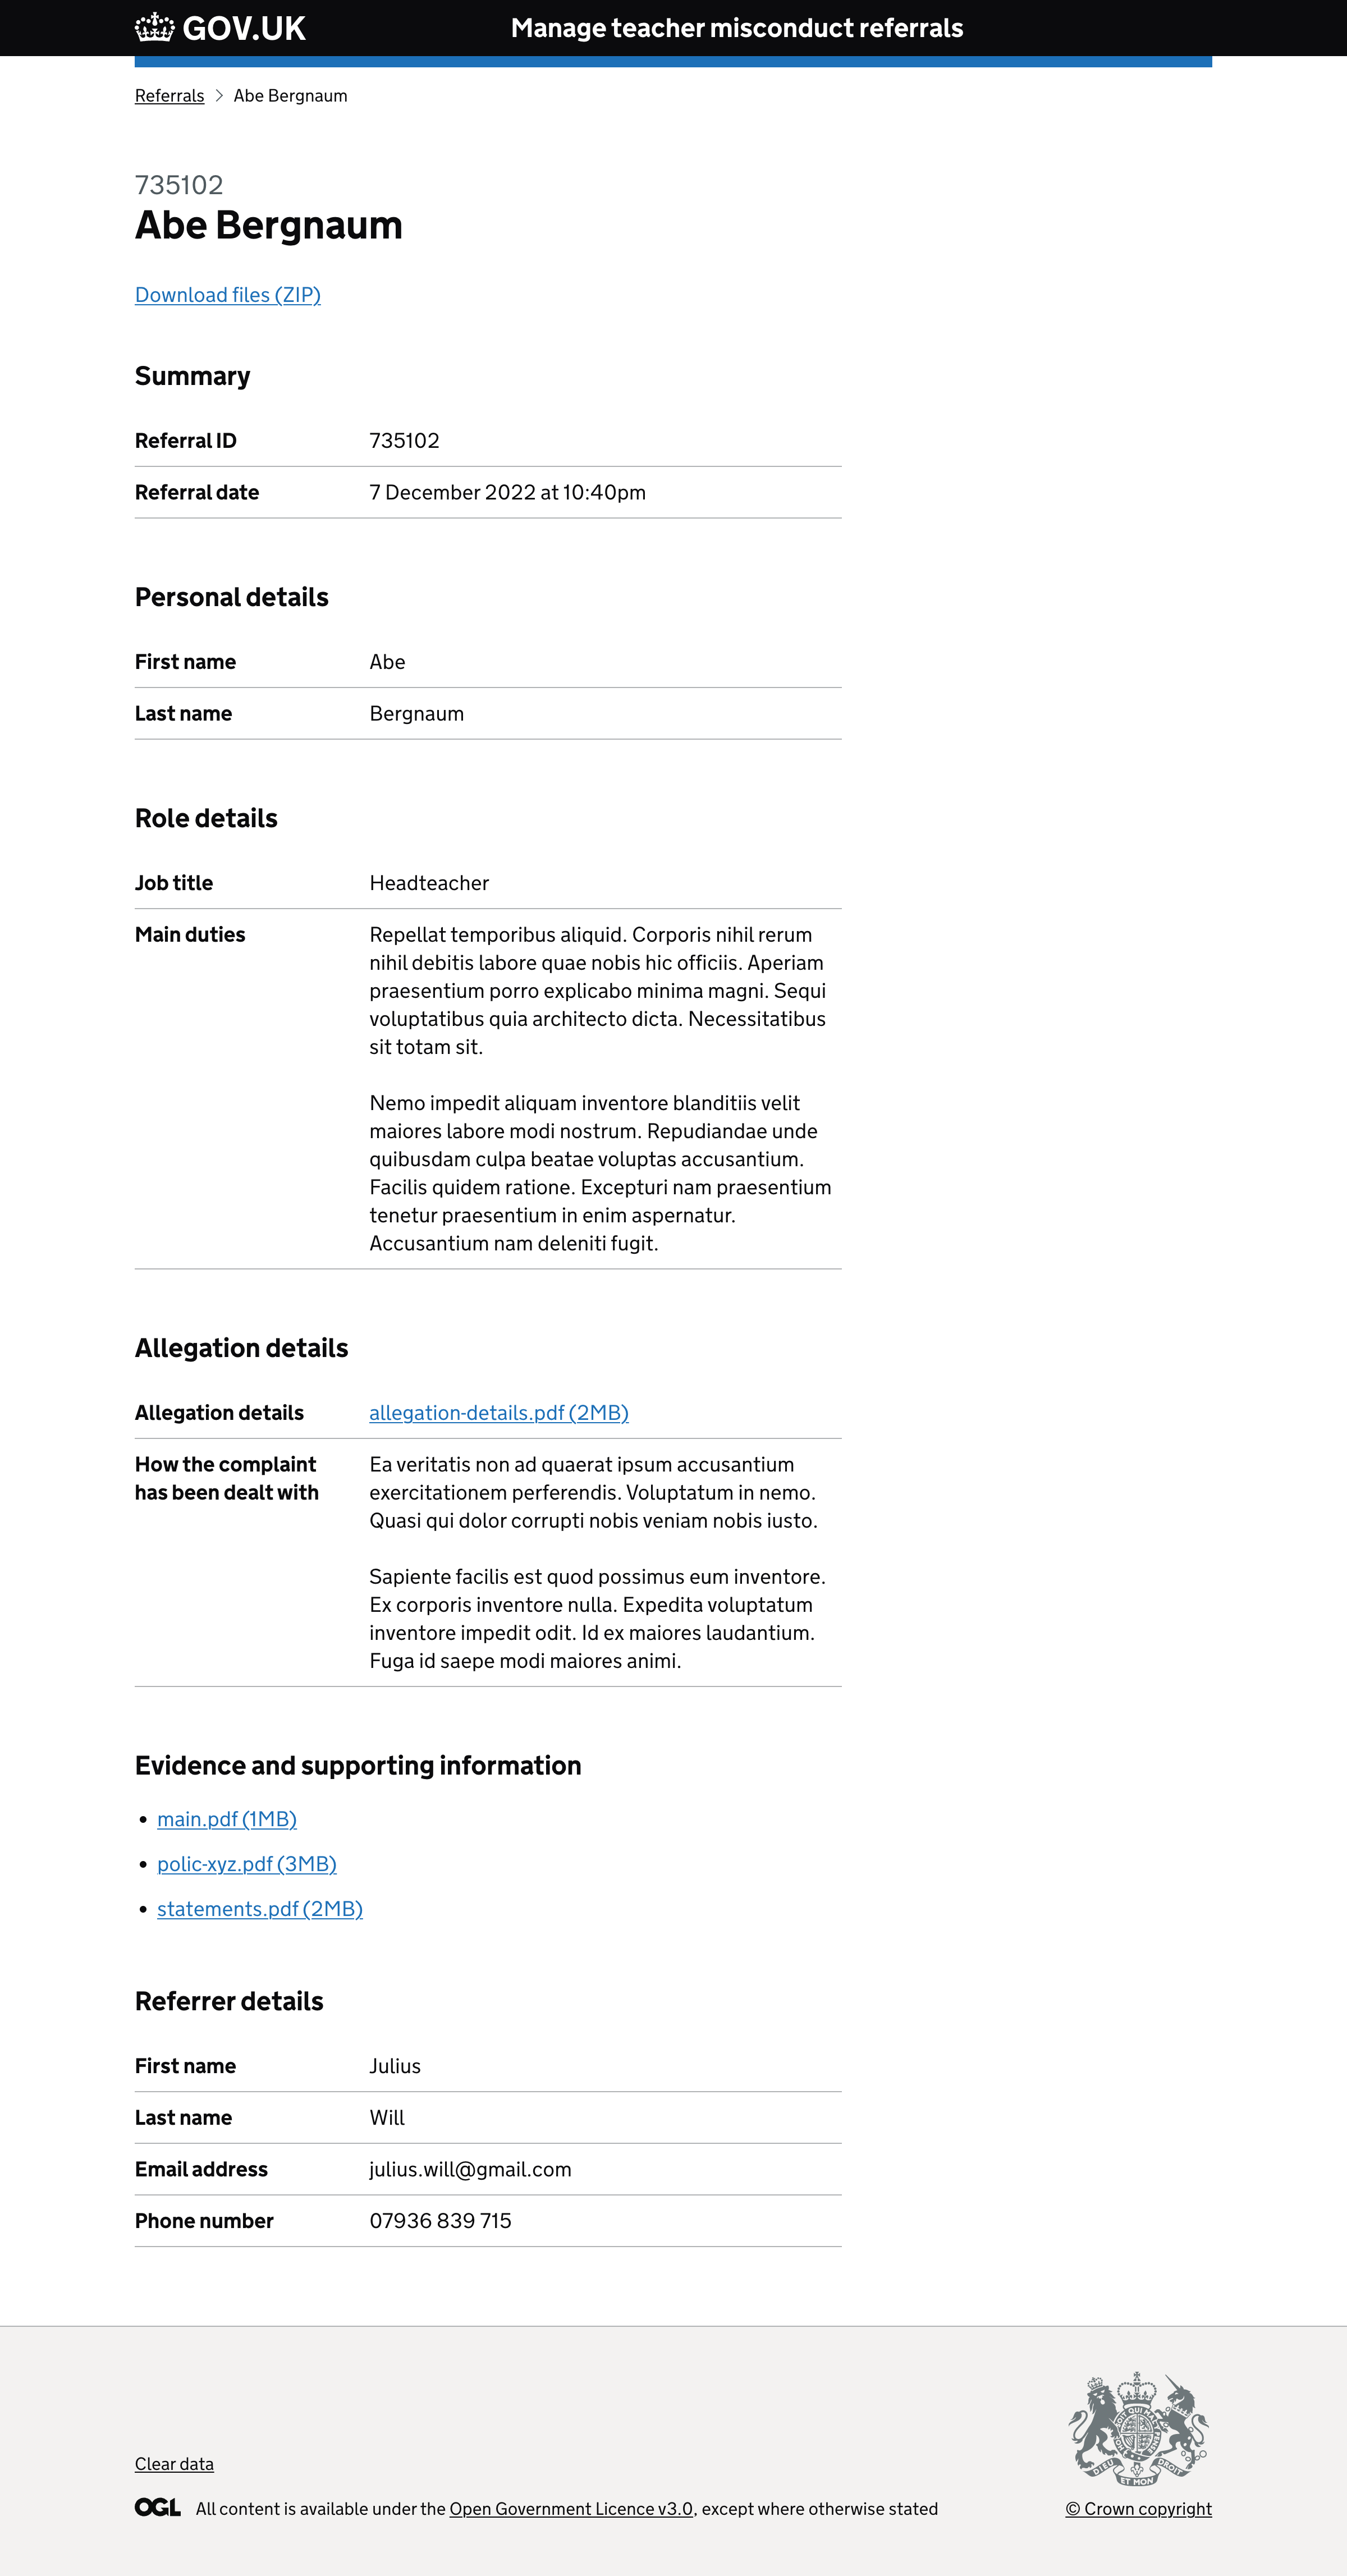 GOV.UK
Manage teacher misconduct referrals
Referrals
Abe Bergnaum
735102
Abe Bergnaum
Download files (ZIP)
Summary
Referral ID 735102
Referral date 7 December 2022 at 10:40pm
Personal details
First name Abe
Last name Bergnaum
Role details
Job title Headteacher
Main duties Repellat temporibus aliquid. Corporis nihil rerum
nihil debitis labore quae nobis hic officiis. Aperiam
praesentium porro explicabo minima magni. Sequi
voluptatibus quia architecto dicta. Necessitatibus
sit totam sit.
Nemo impedit aliquam inventore blanditiis velit
maiores labore modi nostrum. Repudiandae unde
quibusdam culpa beatae voluptas accusantium.
Facilis quidem ratione. Excepturi nam praesentium
tenetur praesentium in enim aspernatur.
Accusantium nam deleniti fugit.
Allegation details
Allegation details allegation-details.pdf (2MB)
How the complaint
has been dealt with
Ea veritatis non ad quaerat ipsum accusantium
exercitationem perferendis. Voluptatum in nemo.
Quasi qui dolor corrupti nobis veniam nobis iusto.
Sapiente facilis est quod possimus eum inventore.
Ex corporis inventore nulla. Expedita voluptatum
inventore impedit odit. Id ex maiores laudantium.
Fuga id saepe modi maiores animi.
Evidence and supporting information
• main.pdf (1MB)
• polic-xyz.pdf (3MB)
• statements.pdf (2MB)
Referrer details
First name Julius
Last name Will
Email address julius.will@gmail.com
Phone number 07936 839 715
DIEU ET MON DROIT
Clear data
OGL All content is available under the Open Government Licence v3.0, except where otherwise stated
© Crown copyright